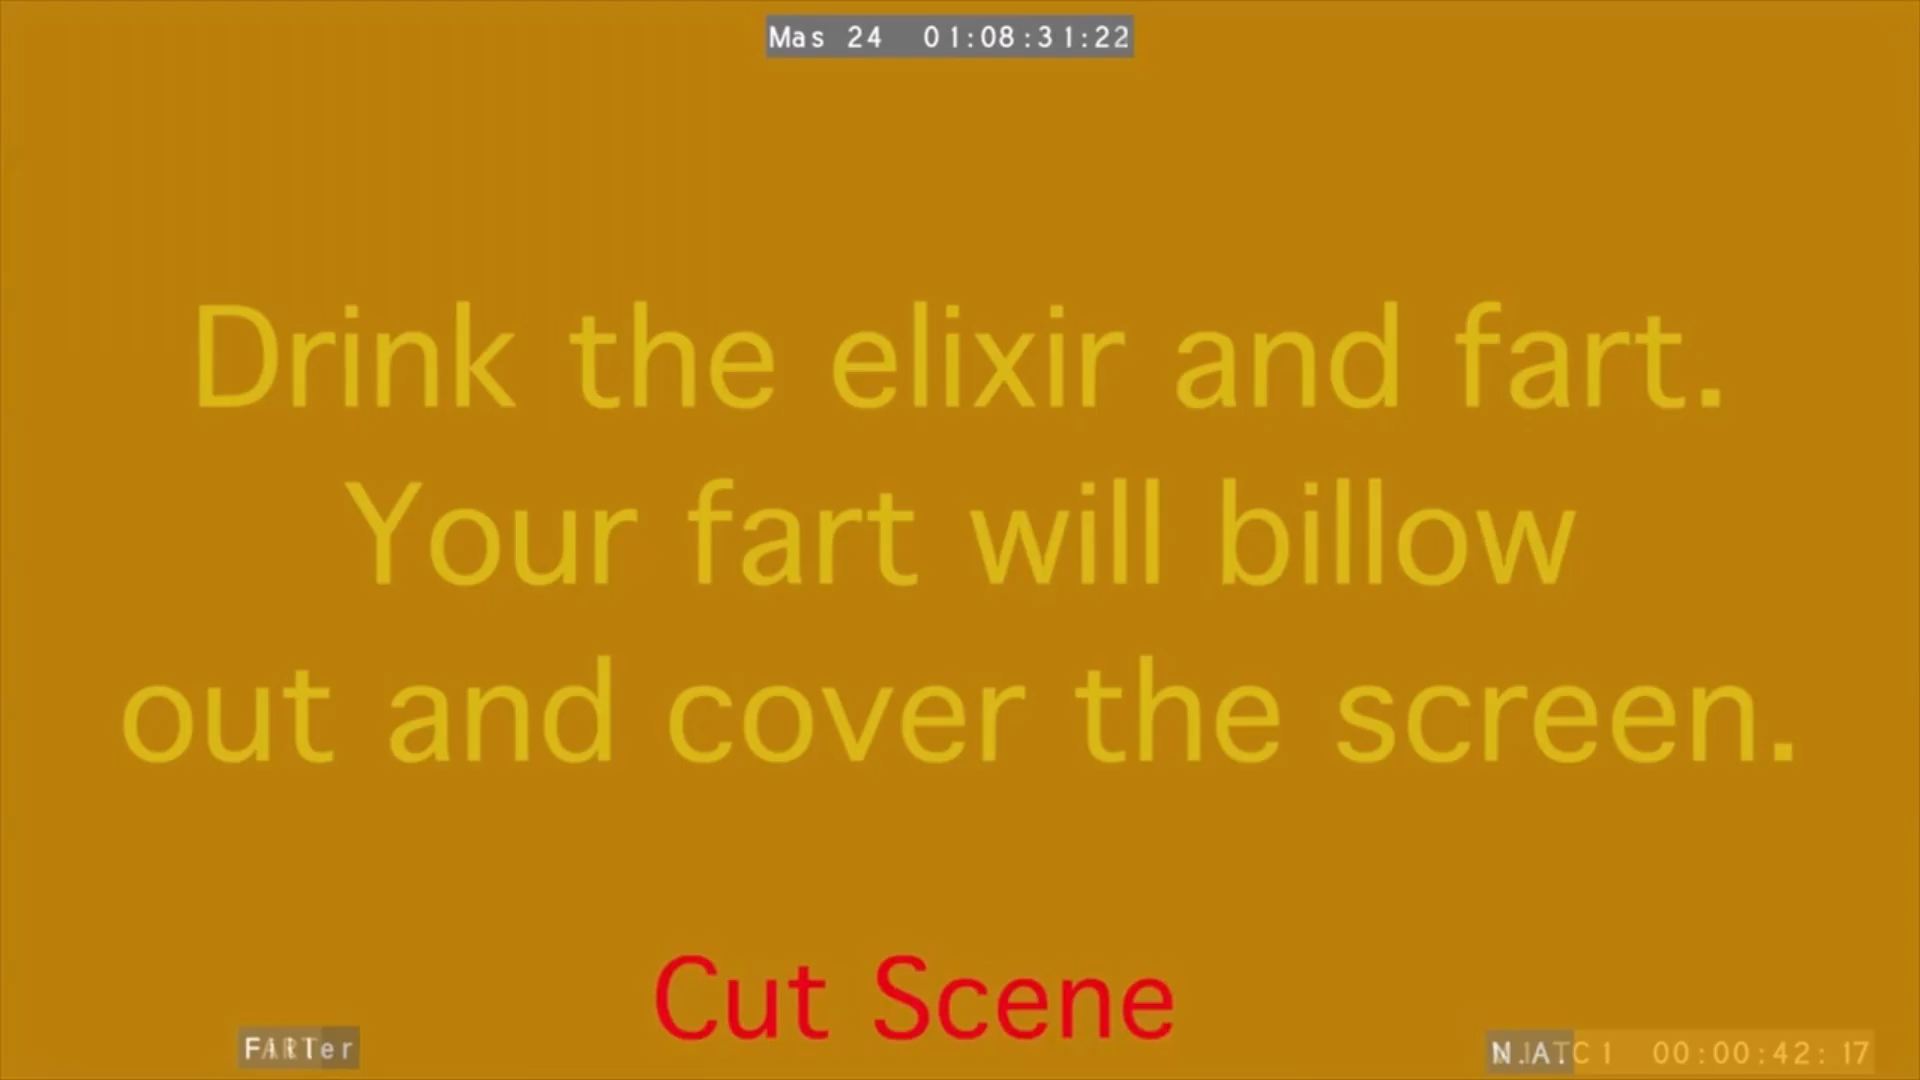 Mas 24 01:08:31:22
Drink the elixir and fart.
Your fart will billow
out and cover the screen.
Cut Scene
00:00:42:17